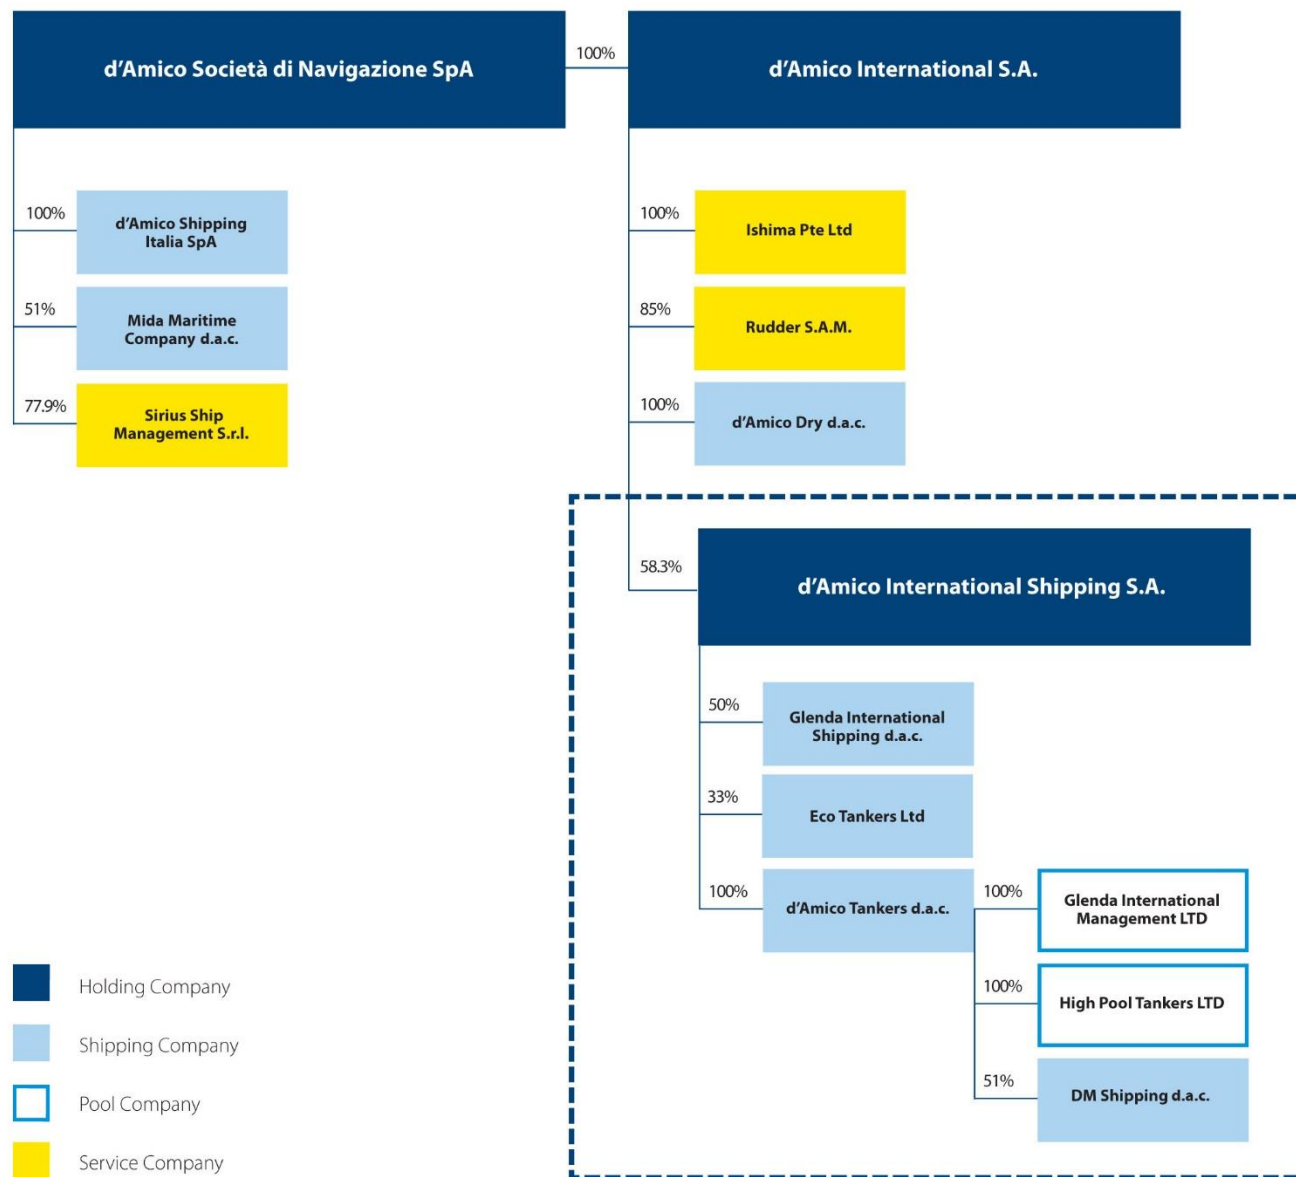 d'Amico Società di Navigazione SpA
100%
d'Amico International S.A.
100%
d'Amico Shipping
Italia SpA
51%
Mida Maritime
Company d.a.c.
77.9%
Sirius Ship
Management S.r.l.
100%
Ishima Pte Ltd
85%
Rudder S.A.M.
100%
d'Amico Dry d.a.c.
58.3%
d'Amico International Shipping S.A.
50%
Glenda International
Shipping d.a.c.
33%
Eco Tankers Ltd
100%
d'Amico Tankers d.a.c.
100%
Glenda International
Management LTD
100%
High Pool Tankers LTD
51%
DM Shipping d.a.c.
Holding Company
Shipping Company
Pool Company
Service Company